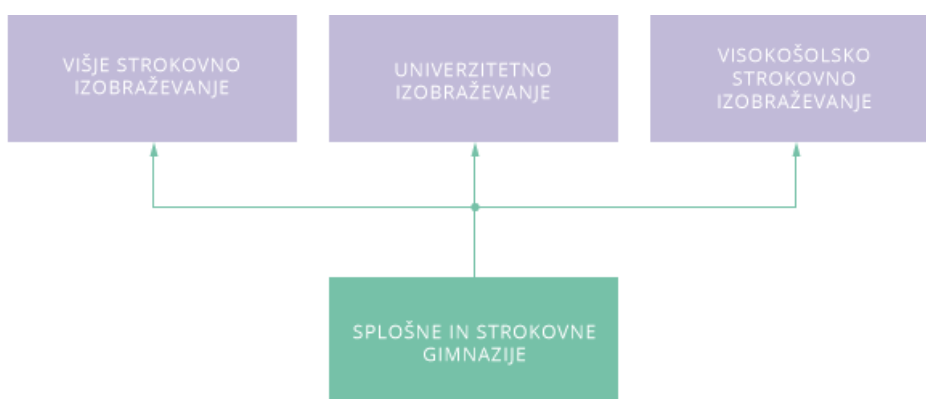 VIŠJE STROKOVNO
IZOBRAŽEVANJE
UNIVERZITETNO
IZOBRAŽEVANJE
VISOKOŠOLSKO
STROKOVNO
IZOBRAŽEVANJE
SPLOŠNE IN STROKOVNE
GIMNAZIJE